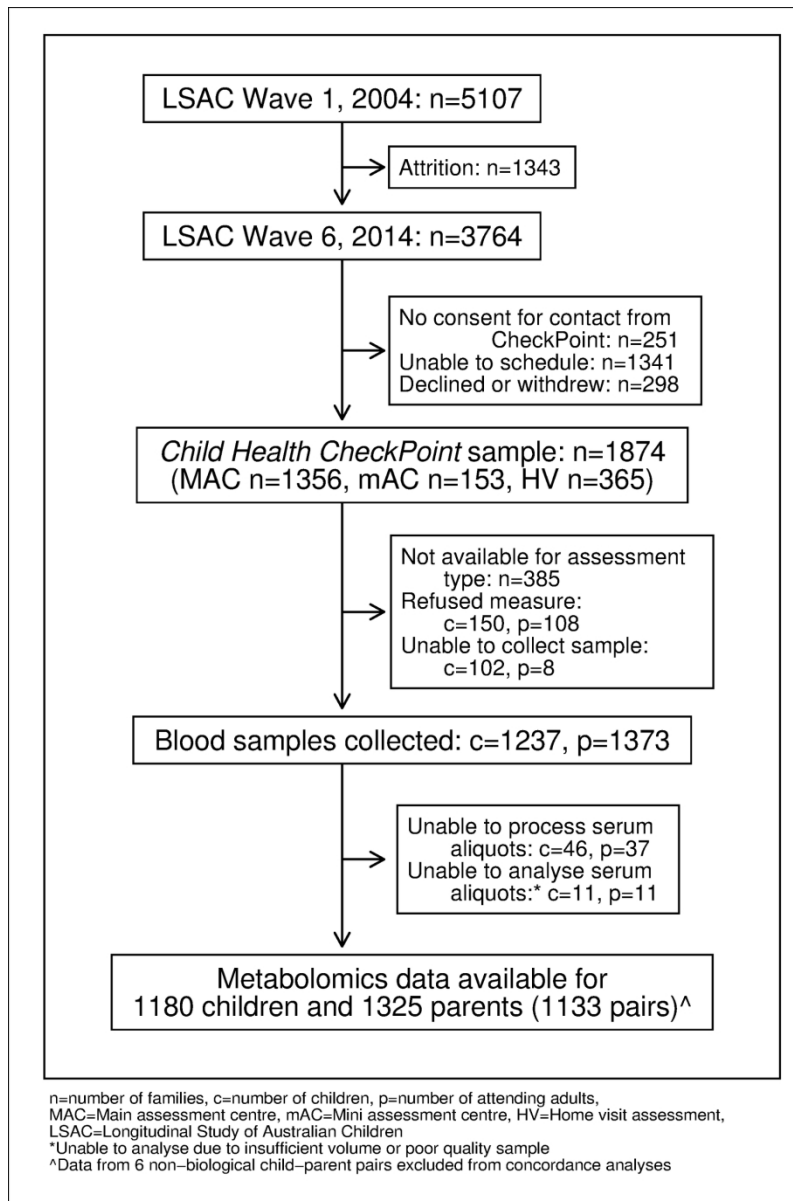 LSAC Wave 1, 2004: n=5107
Attrition: n=1343
LSAC Wave 6, 2014: n=3764
No consent for contact from
CheckPoint: n=251
Unable to schedule: n=1341
Declined or withdrew: n=298
Child Health CheckPoint sample: n=1874
(MAC n=1356, mAC n=153, HV n=365)
Not available for assessment
type: n=385
Refused measure:
c=150, p=108
Unable to collect sample:
c=102, p=8
Blood samples collected: c=1237, p=1373
Unable to process serum
aliquots: c=46, p=37
Unable to analyse serum
aliquots:* c=11, p=11
Metabolomics data available for
1180 children and 1325 parents (1133 pairs)^
n=number of families, c=number of children, p=number of attending adults,
MAC=Main assessment centre, mAC=Mini assessment centre, HV=Home visit assessment,
LSAC=Longitudinal Study of Australian Children
*Unable to analyse due to insufficient volume or poor quality sample
^Data from 6 non−biological child−parent pairs excluded from concordance analyses